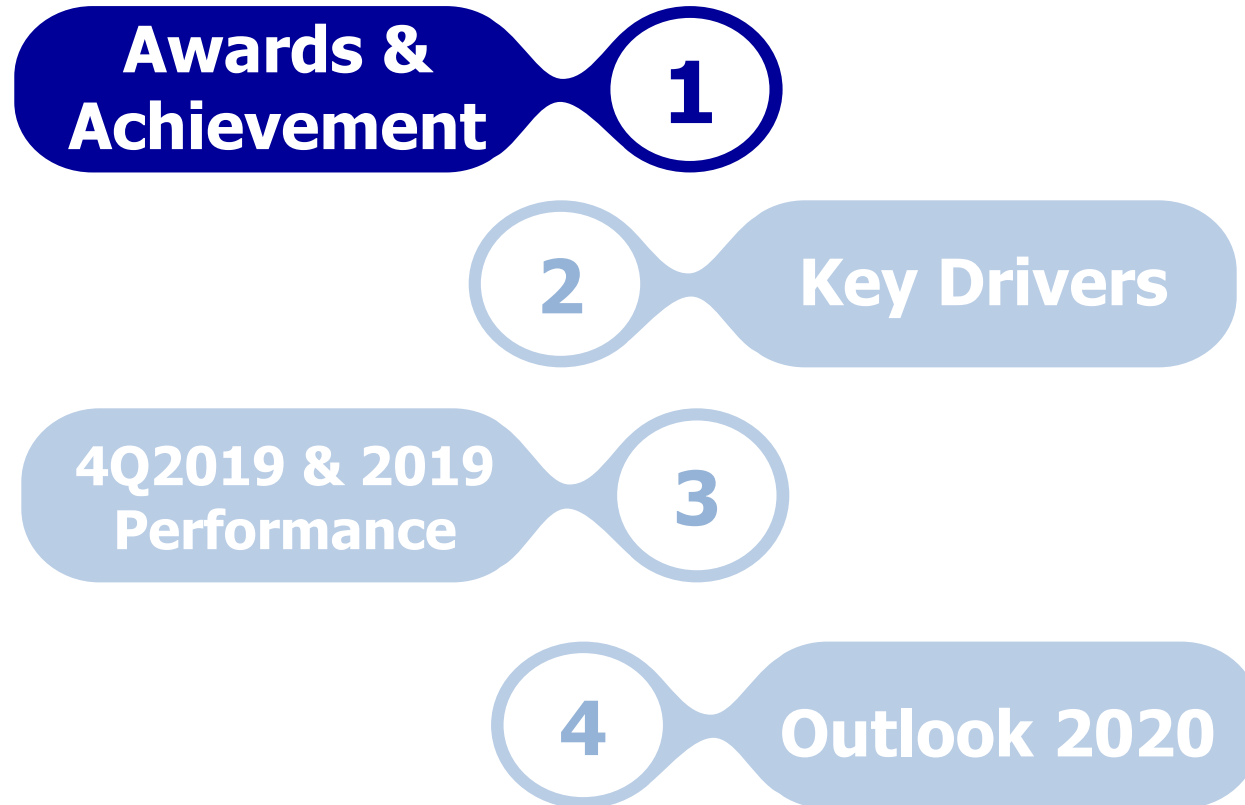 Awards &
Achievement
1
2
Key Drivers
4Q2019 & 2019
Performance
3
4
Outlook 2020